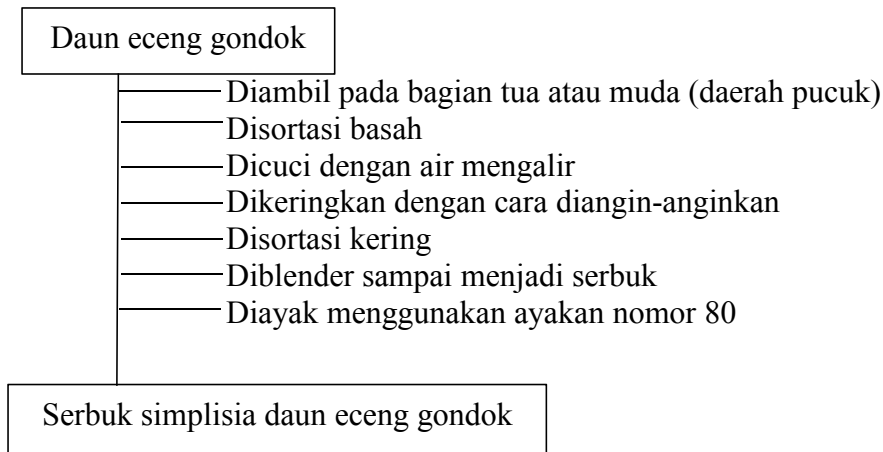 Daun eceng gondok
Diambil pada bagian tua atau muda (daerah pucuk)
Disortasi basah
Dicuci dengan air mengalir
Dikeringkan dengan cara diangin-anginkan
Disortasi kering
Diblender sampai menjadi serbuk
Diayak menggunakan ayakan nomor 80
Serbuk simplisia daun eceng gondok